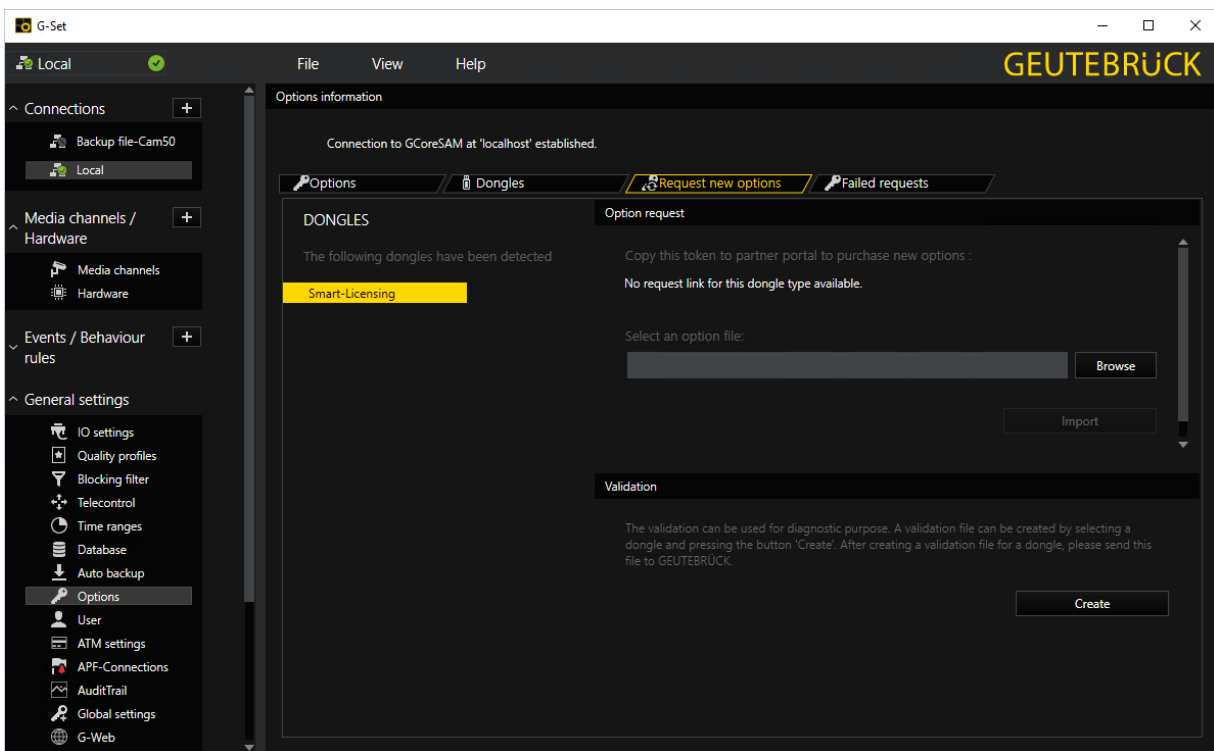 G-Set
Local
File View Help
GEUTEBRÜCK
Connections +
Backup file-Cam50
Local
Media channels / +
Hardware
Media channels
Hardware
Events / Behaviour +
rules
General settings
IO settings
Quality profiles
Blocking filter
Telecontrol
Time ranges
Database
Auto backup
Options
User
ATM settings
APF-Connections
AuditTrail
Global settings
G-Web
Options information
Connection to GCoreSAM at 'localhost' established.
Options Dongles Request new options Failed requests
DONGLES
The following dongles have been detected
Smart-Licensing
Option request
Copy this token to partner portal to purchase new options :
No request link for this dongle type available.
Select an option file:
Browse
Import
Validation
The validation can be used for diagnostic purpose. A validation file can be created by selecting a
dongle and pressing the button 'Create'. After creating a validation file for a dongle, please send this
file to GEUTEBRÜCK.
Create